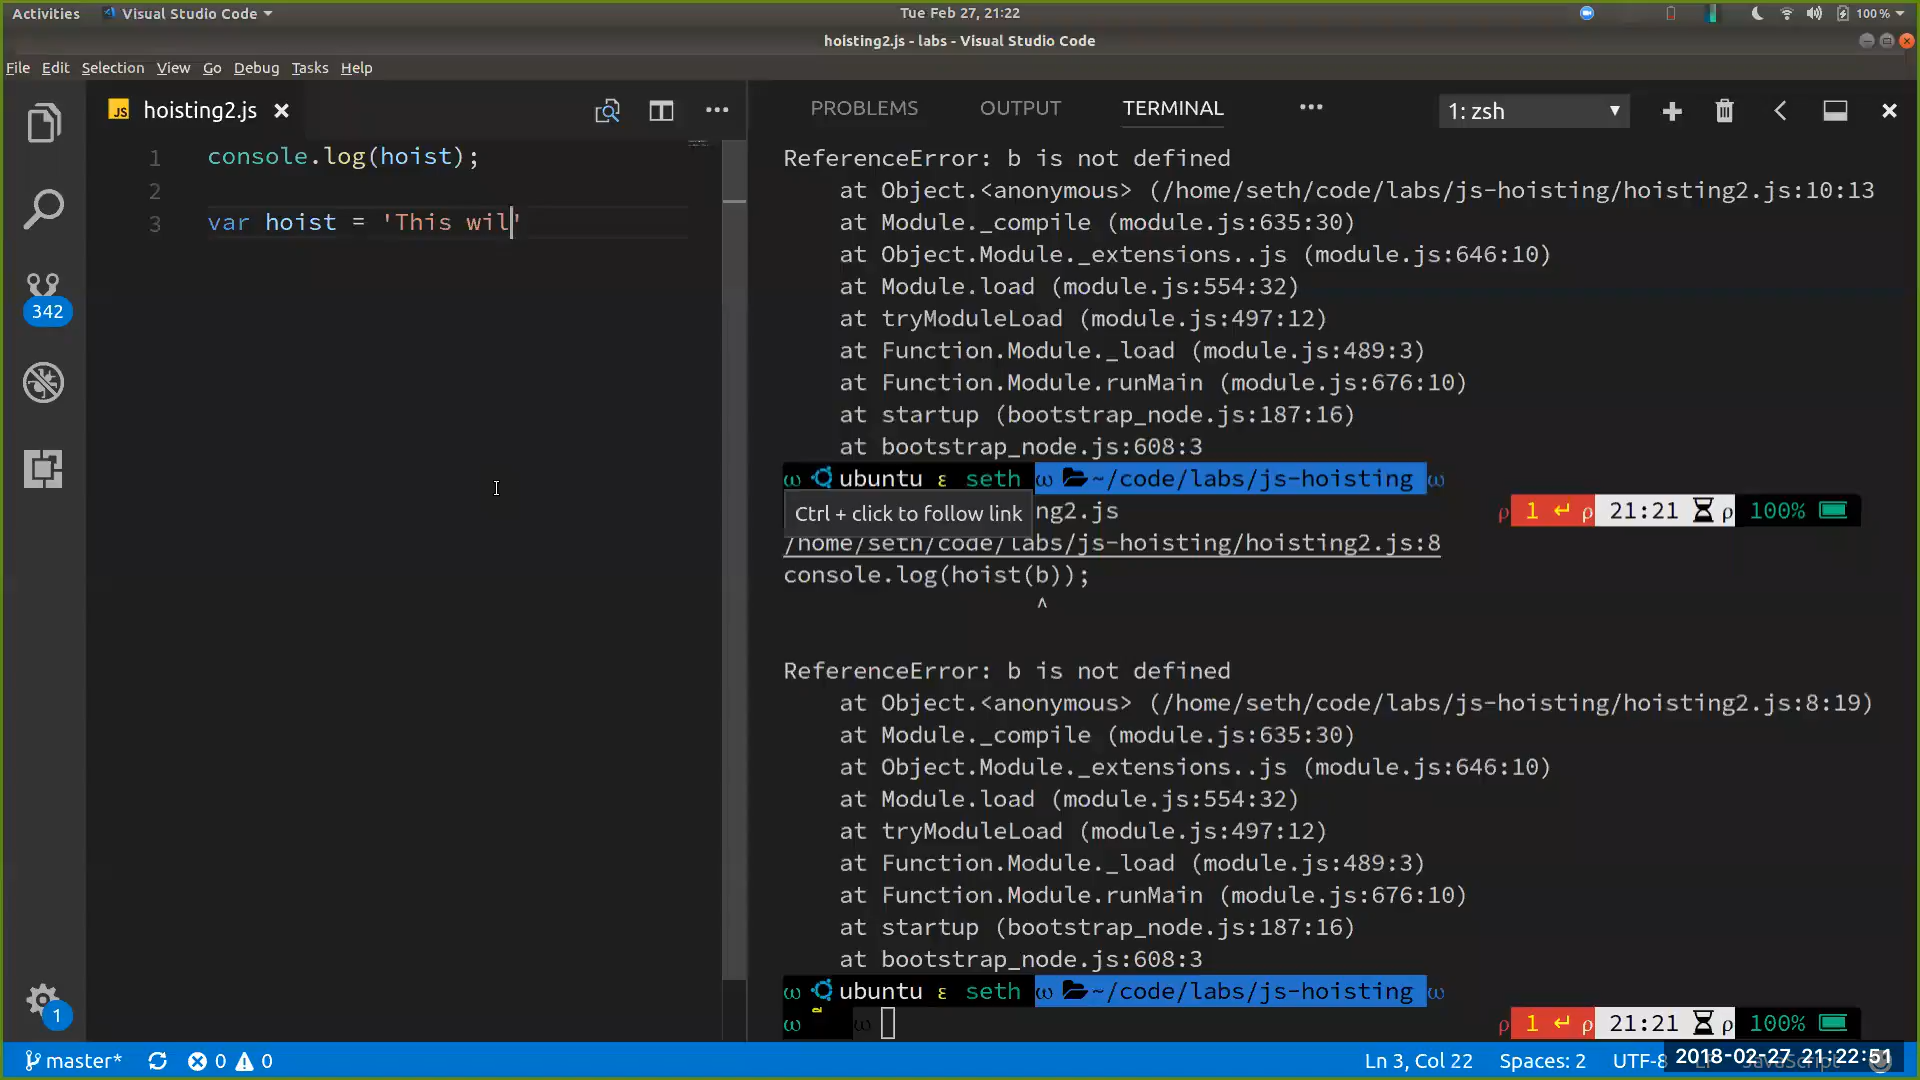 Activities Visual Studio Code Tue Feb 27, 21:22 100 %
hoisting2.js - labs - Visual Studio Code
File Edit Selection View Go Debug Tasks Help
JS hoisting2.js
1 console.log(hoist);
2
3 var hoist = 'This wil'
342
1
PROBLEMS OUTPUT TERMINAL ••• 1: zsh
ReferenceError: b is not defined
at Object.<anonymous> (/home/seth/code/labs/js-hoisting/hoisting2.js:10:13
at Module._compile (module.js:635:30)
at Object.Module._extensions..js (module.js:646:10)
at Module.load (module.js:554:32)
at tryModuleLoad (module.js:497:12)
at Function.Module._load (module.js:489:3)
at Function.Module.runMain (module.js:676:10)
at startup (bootstrap_node.js:187:16)
at bootstrap_node.js:608:3
ω ubuntu ε seth ω ~/code/labs/js-hoisting ω
Ctrl + click to follow link ng2.js ρ 1 ↵ ρ 21:21 ρ 100%
/home/seth/code/labs/js-hoisting/hoisting2.js:8
console.log(hoist(b));
^
ReferenceError: b is not defined
at Object.<anonymous> (/home/seth/code/labs/js-hoisting/hoisting2.js:8:19)
at Module._compile (module.js:635:30)
at Object.Module._extensions..js (module.js:646:10)
at Module.load (module.js:554:32)
at tryModuleLoad (module.js:497:12)
at Function.Module._load (module.js:489:3)
at Function.Module.runMain (module.js:676:10)
at startup (bootstrap_node.js:187:16)
at bootstrap_node.js:608:3
ω ubuntu ε seth ω ~/code/labs/js-hoisting ω
ω ~ ω ρ 1 ↵ ρ 21:21 ρ 100%
master* 0 0 Ln 3, Col 22 Spaces: 2 UTF-8 2018-02-27 21:22:51